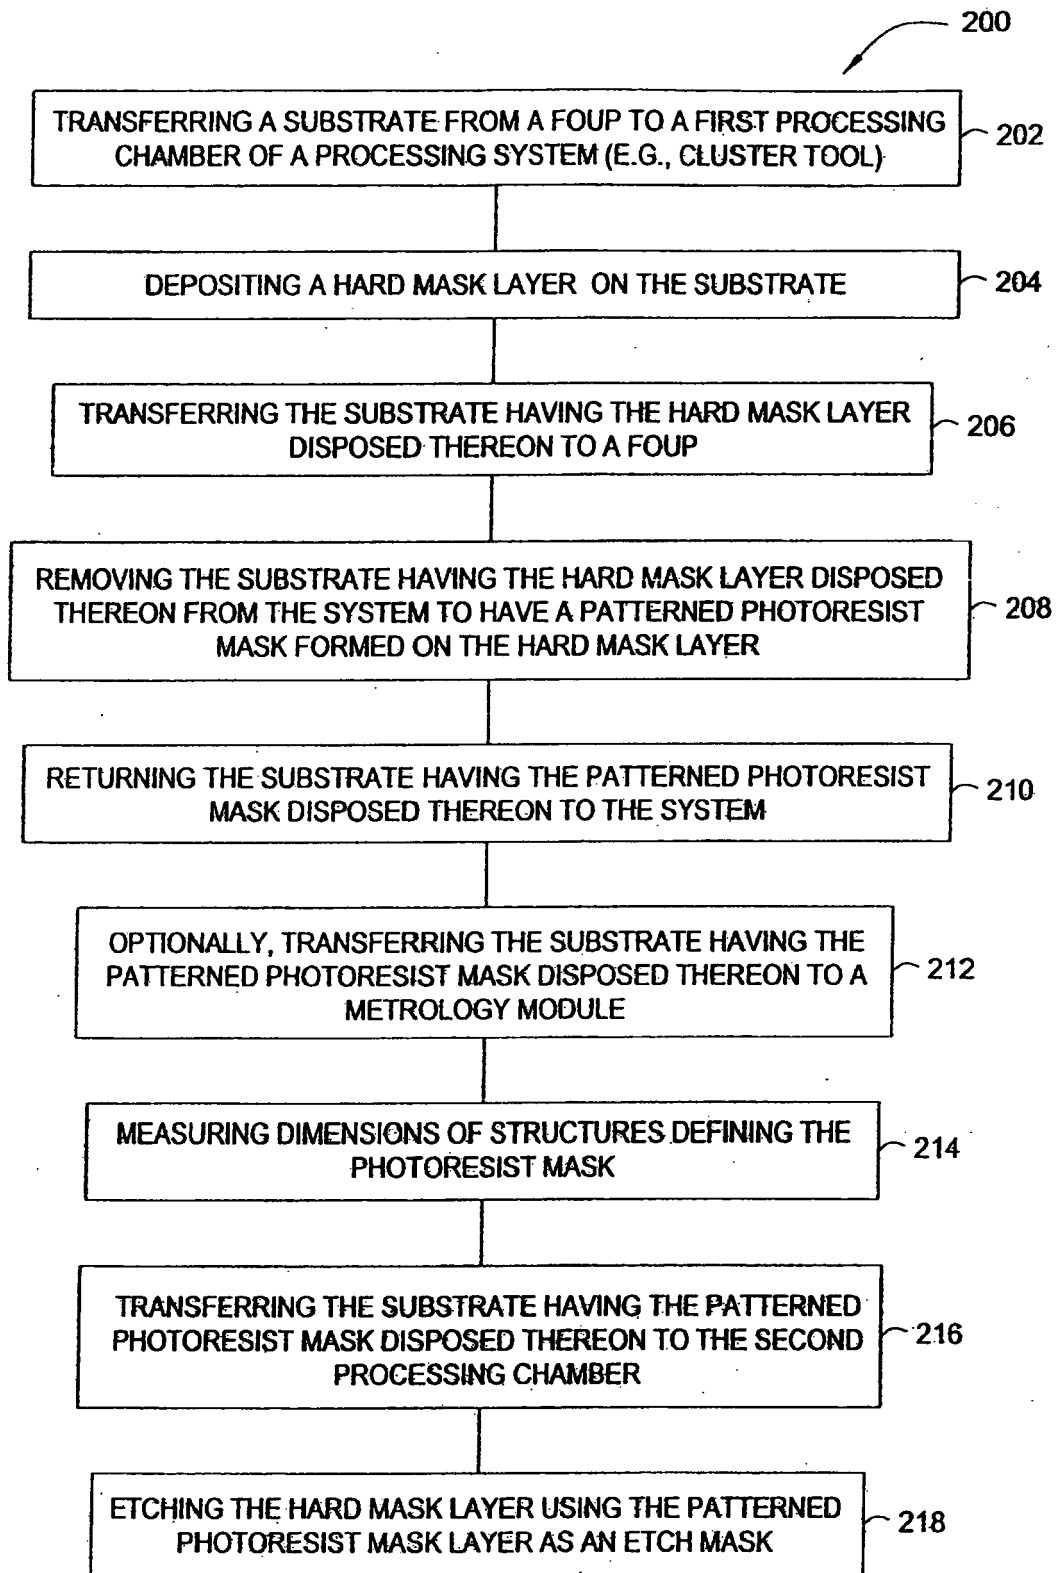 200
TRANSFERRING A SUBSTRATE FROM A FOUP TO A FIRST PROCESSING
CHAMBER OF A PROCESSING SYSTEM (E.G., CLUSTER TOOL)
202
DEPOSITING A HARD MASK LAYER ON THE SUBSTRATE
204
TRANSFERRING THE SUBSTRATE HAVING THE HARD MASK LAYER
DISPOSED THEREON TO A FOUP
206
REMOVING THE SUBSTRATE HAVING THE HARD MASK LAYER DISPOSED
THEREON FROM THE SYSTEM TO HAVE A PATTERNED PHOTORESIST
MASK FORMED ON THE HARD MASK LAYER
208
RETURNING THE SUBSTRATE HAVING THE PATTERNED PHOTORESIST
MASK DISPOSED THEREON TO THE SYSTEM
210
OPTIONALLY, TRANSFERRING THE SUBSTRATE HAVING THE
PATTERNED PHOTORESIST MASK DISPOSED THEREON TO A
METROLOGY MODULE
212
MEASURING DIMENSIONS OF STRUCTURES DEFINING THE
PHOTORESIST MASK
214
TRANSFERRING THE SUBSTRATE HAVING THE PATTERNED
PHOTORESIST MASK DISPOSED THEREON TO THE SECOND
PROCESSING CHAMBER
216
ETCHING THE HARD MASK LAYER USING THE PATTERNED
PHOTORESIST MASK LAYER AS AN ETCH MASK
218